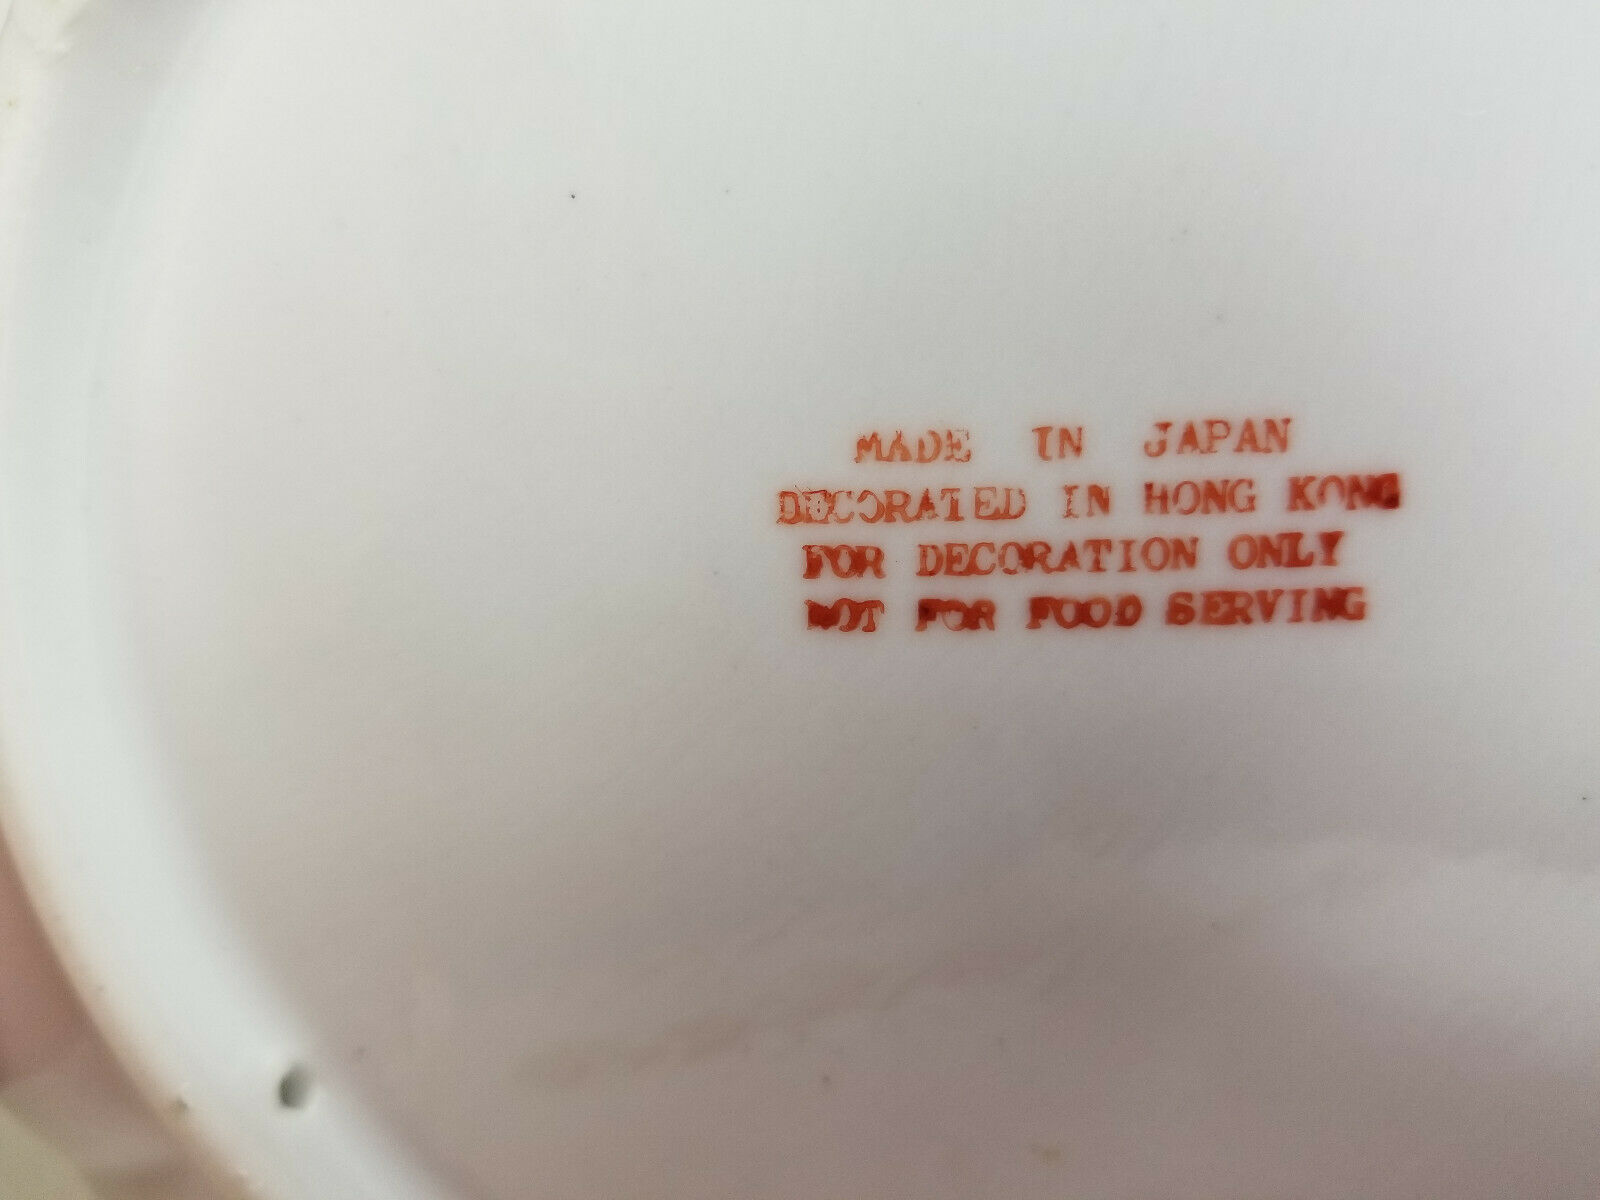 MADE IN JAPAN
DECORATED IN HONG KONG
FOR DECORATION ONLY
NOT FOR FOOD SERVING